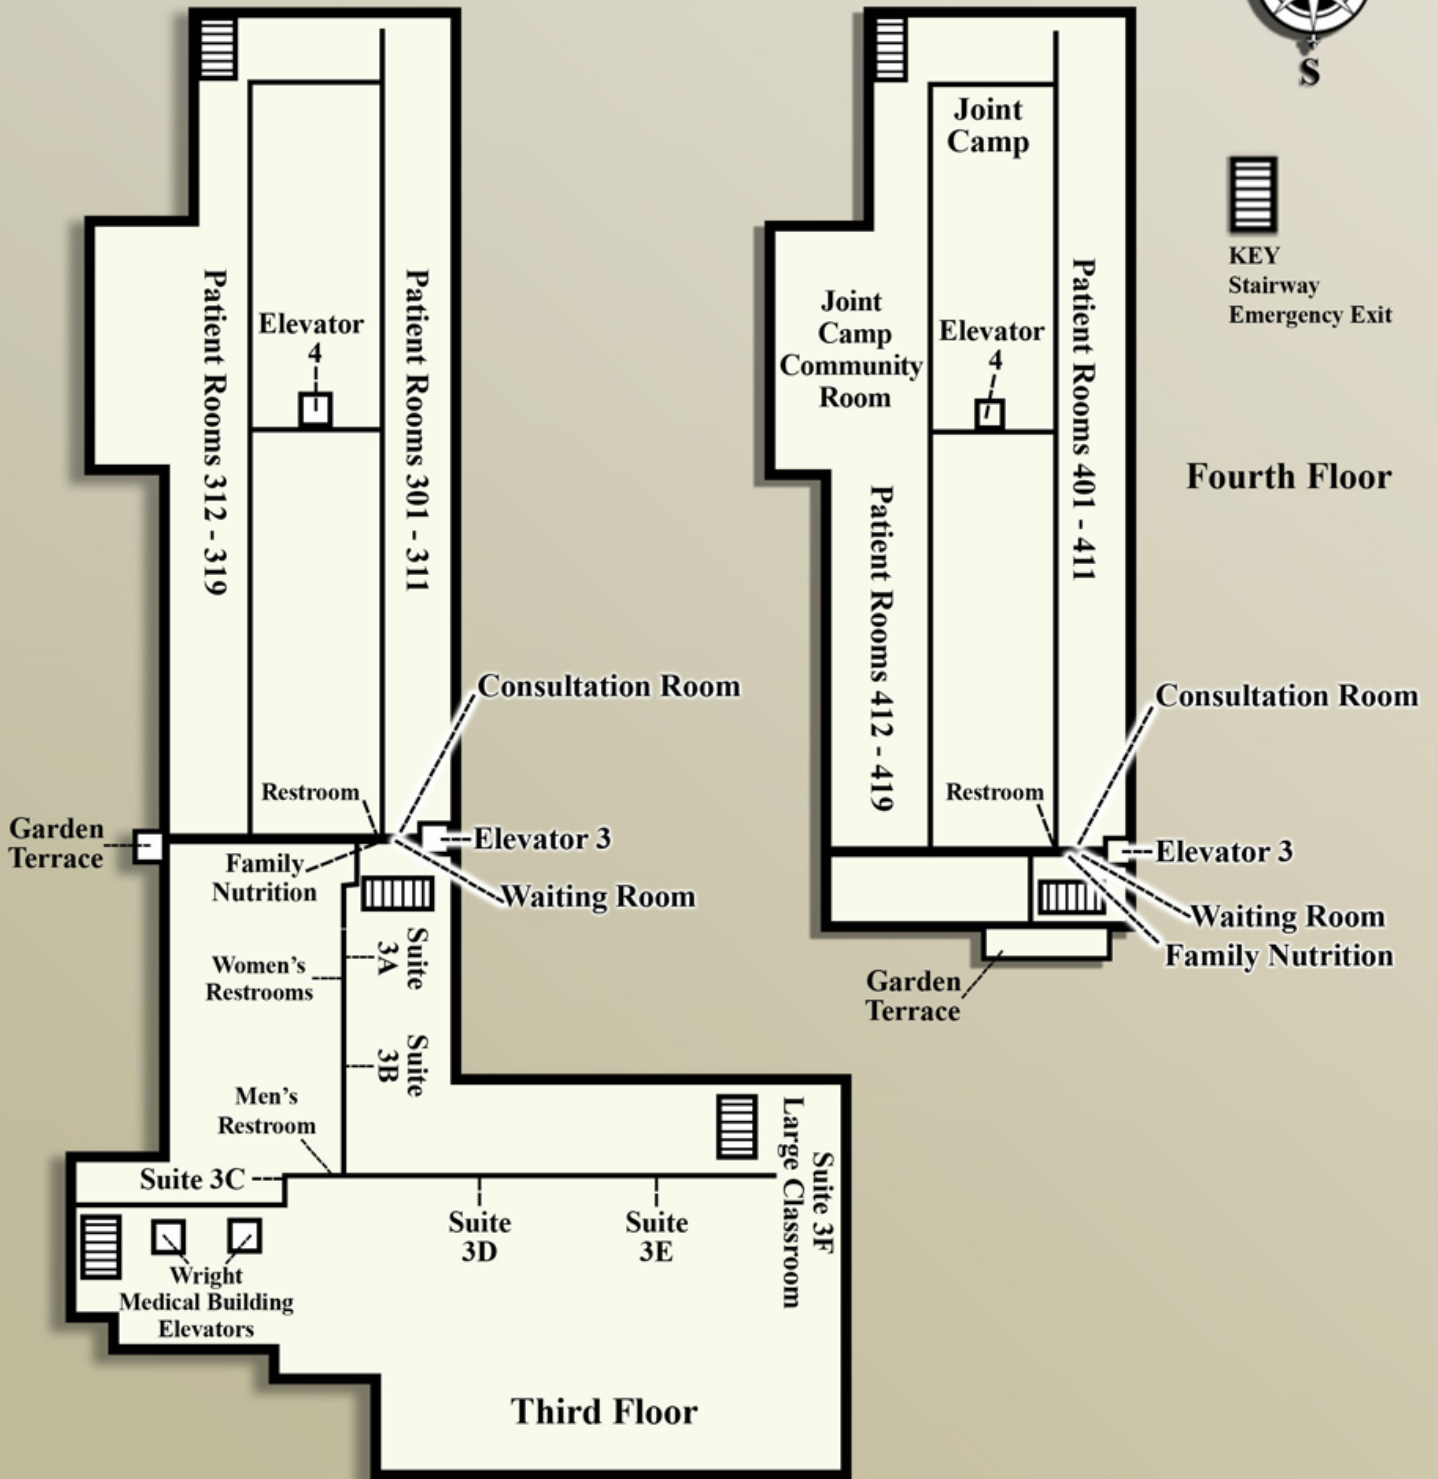 S
KEY
Stairway
Emergency Exit
Fourth Floor
Joint
Camp
Joint
Camp
Community
Room
Elevator
4
Patient Rooms 401 - 411
Patient Rooms 412 - 419
Consultation Room
Restroom
Elevator 3
Waiting Room
Family Nutrition
Garden
Terrace
Patient Rooms 312 - 319
Elevator
4
Patient Rooms 301 - 311
Consultation Room
Restroom
Garden
Terrace
Elevator 3
Family
Nutrition
Waiting Room
Suite
3A
Women's
Restrooms
Suite
3B
Men's
Restroom
Suite 3C
Suite
3D
Suite
3E
Suite 3F
Large Classroom
Wright
Medical Building
Elevators
Third Floor